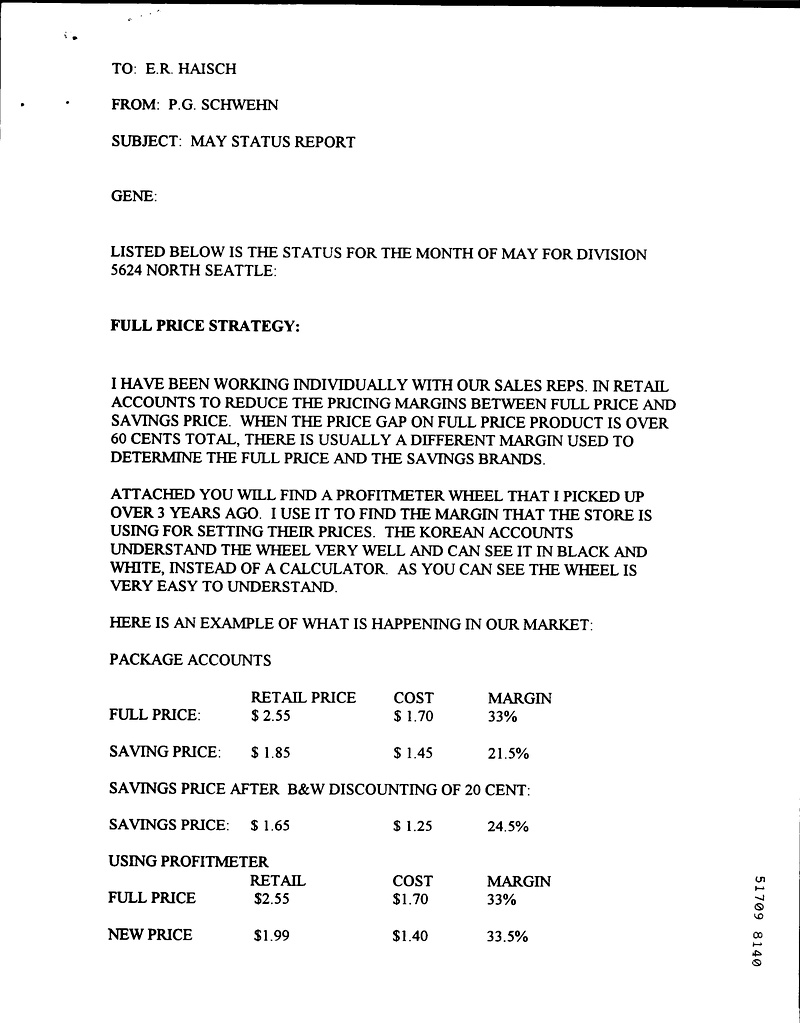 TO: E.R. HAISCH
FROM: P.G. SCHWEHN
SUBJECT: MAY STATUS REPORT
GENE:
LISTED BELOW IS THE STATUS FOR THE MONTH OF MAY FOR DIVISION
5624 NORTH SEATTLE:
FULL PRICE STRATEGY:
I HAVE BEEN WORKING INDIVIDUALLY WITH OUR SALES REPS. IN RETAIL
ACCOUNTS TO REDUCE THE PRICING MARGINS BETWEEN FULL PRICE AND
SAVINGS PRICE. WHEN THE PRICE GAP ON FULL PRICE PRODUCT IS OVER
60 CENTS TOTAL, THERE IS USUALLY A DIFFERENT MARGIN USED TO
DETERMINE THE FULL PRICE AND THE SAVINGS BRANDS.
ATTACHED YOU WILL FIND A PROFITMETER WHEEL THAT I PICKED UP
OVER 3 YEARS AGO. I USE IT TO FIND THE MARGIN THAT THE STORE IS
USING FOR SETTING THEIR PRICES. THE KOREAN ACCOUNTS
UNDERSTAND THE WHEEL VERY WELL AND CAN SEE IT IN BLACK AND
WHITE, INSTEAD OF A CALCULATOR. AS YOU CAN SEE THE WHEEL IS
VERY EASY TO UNDERSTAND.
HERE IS AN EXAMPLE OF WHAT IS HAPPENING IN OUR MARKET:
PACKAGE ACCOUNTS
RETAIL PRICE COST MARGIN
FULL PRICE: $ 2.55 $ 1.70 33%
SAVING PRICE: $ 1.85 $ 1.45 21.5%
SAVINGS PRICE AFTER B&W DISCOUNTING OF 20 CENT:
SAVINGS PRICE: $ 1.65 $ 1.25 24.5%
USING PROFITMETER
RETAIL COST MARGIN
FULL PRICE $2.55 $1.70 33%
NEW PRICE $1.99 $1.40 33.5%
51709 8140